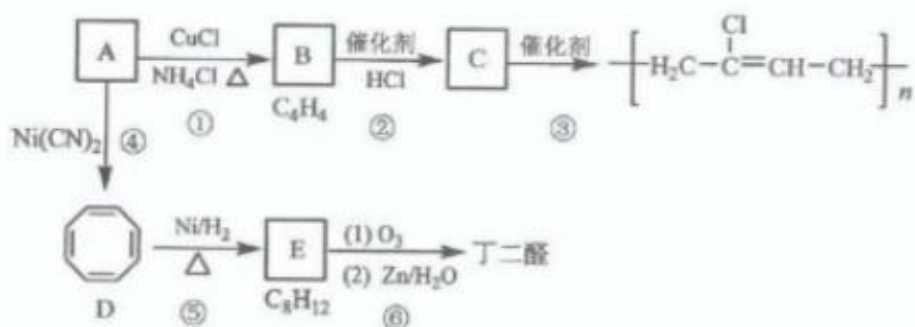 A CuCl B 催化剂 C 催化剂 Cl
NH₄Cl △ HCl [H₂C-C=CH-CH₂]n
C₄H₄
① ② ③
Ni(CN)₂ ④
Ni/H₂ E (1) O₃ 丁二醛
△ (2) Zn/H₂O
D ⑤ C₈H₁₂ ⑥